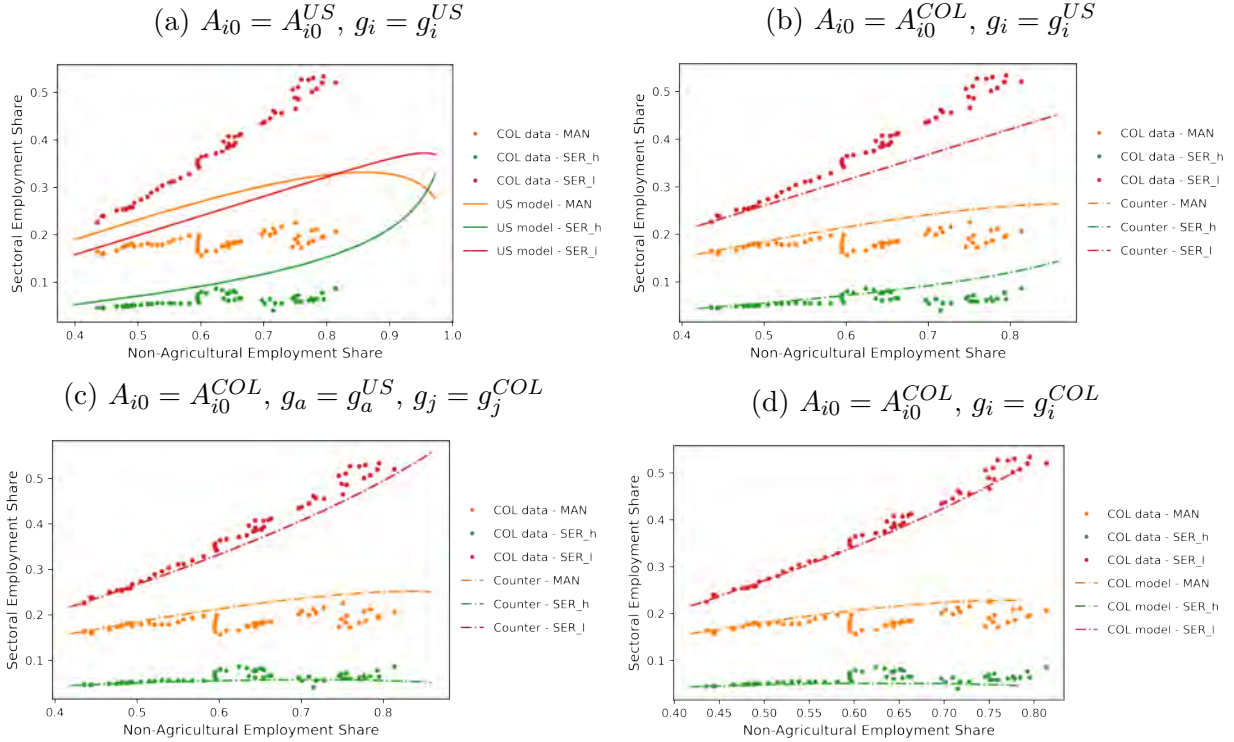 (a) $A_{i0} = A_{i0}^{US}$, $g_i = g_i^{US}$
Sectoral Employment Share
0.5
0.4
0.3
0.2
0.1
0.4 0.5 0.6 0.7 0.8 0.9 1.0
Non-Agricultural Employment Share
COL data - MAN
COL data - SER_h
COL data - SER_l
US model - MAN
US model - SER_h
US model - SER_l
(b) $A_{i0} = A_{i0}^{COL}$, $g_i = g_i^{US}$
Sectoral Employment Share
0.5
0.4
0.3
0.2
0.1
0.4 0.5 0.6 0.7 0.8
Non-Agricultural Employment Share
COL data - MAN
COL data - SER_h
COL data - SER_l
Counter - MAN
Counter - SER_h
Counter - SER_l
(c) $A_{i0} = A_{i0}^{COL}$, $g_a = g_a^{US}$, $g_j = g_j^{COL}$
Sectoral Employment Share
0.5
0.4
0.3
0.2
0.1
0.4 0.5 0.6 0.7 0.8
Non-Agricultural Employment Share
COL data - MAN
COL data - SER_h
COL data - SER_l
Counter - MAN
Counter - SER_h
Counter - SER_l
(d) $A_{i0} = A_{i0}^{COL}$, $g_i = g_i^{COL}$
Sectoral Employment Share
0.5
0.4
0.3
0.2
0.1
0.40 0.45 0.50 0.55 0.60 0.65 0.70 0.75 0.80
Non-Agricultural Employment Share
COL data - MAN
COL data - SER_h
COL data - SER_l
COL model - MAN
COL model - SER_h
COL model - SER_l